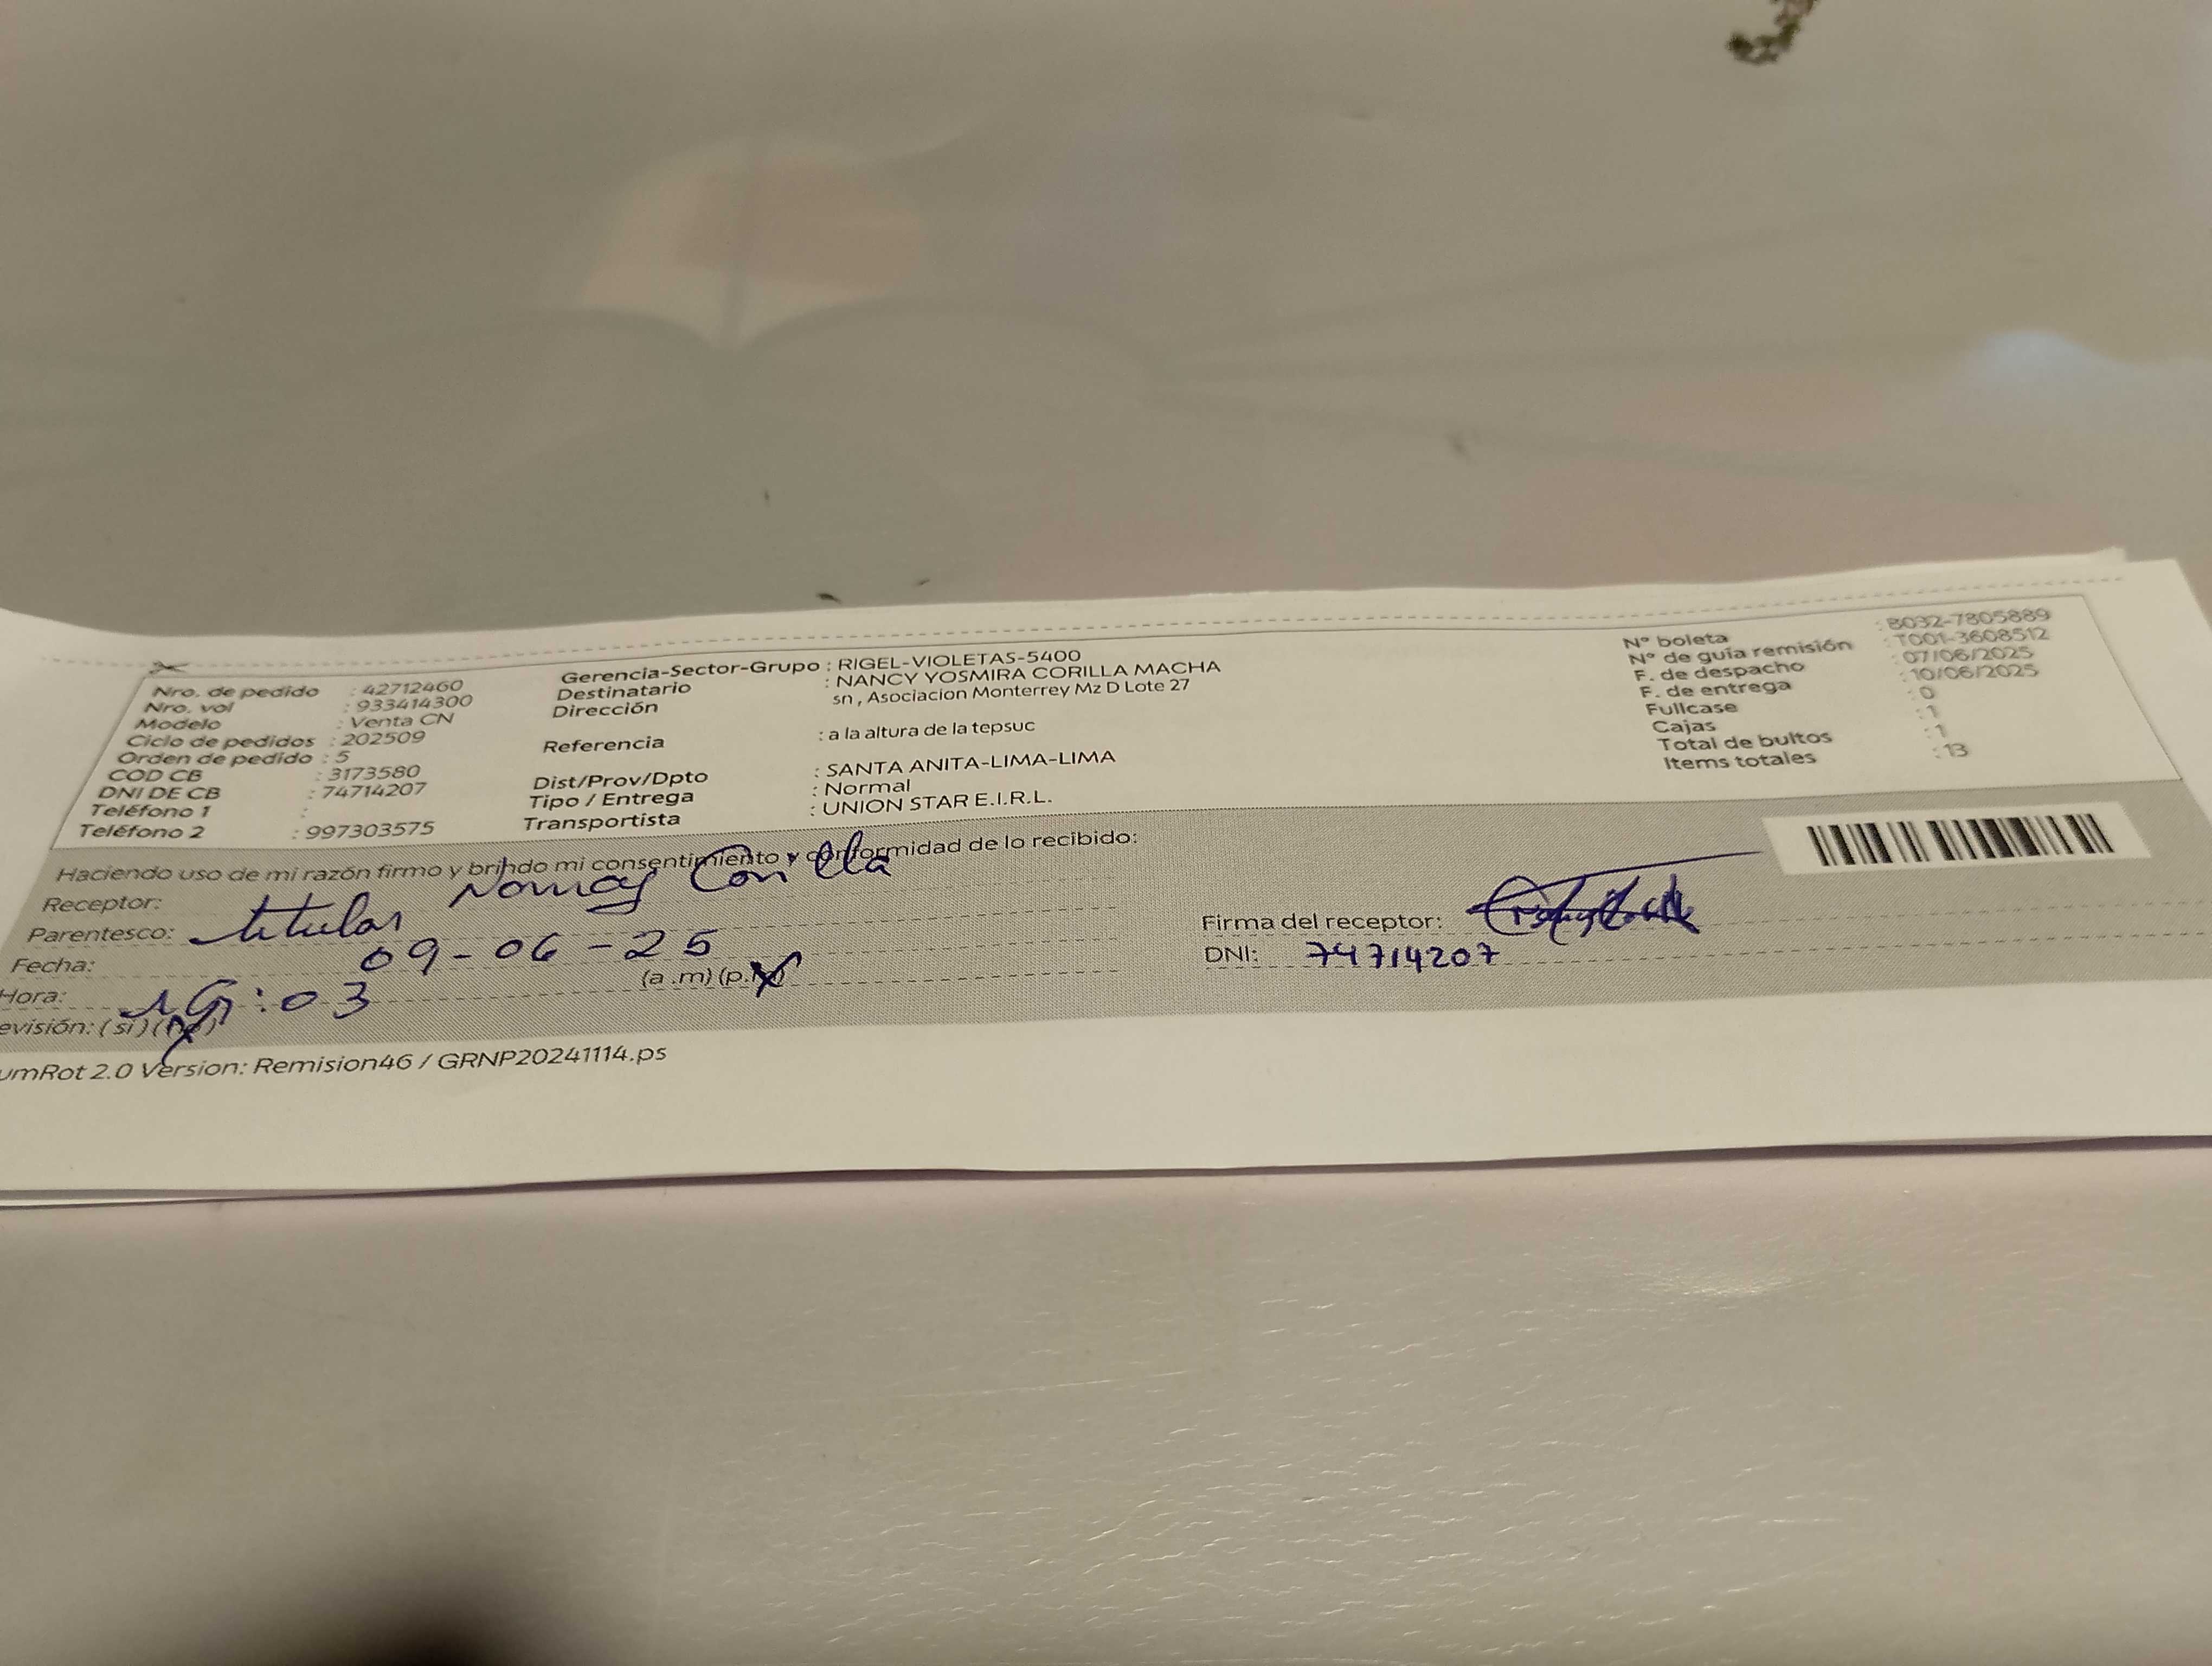 Nro. de pedido : 42712460
Nro. vol : 933414300
Modelo : Venta CN
Ciclo de pedidos : 202509
Orden de pedido : 5
COD CB : 3173580
DNI DE CB : 74714207
Teléfono 1 :
Teléfono 2 : 997303575
Gerencia-Sector-Grupo : RIGEL-VIOLETAS-5400
Destinatario : NANCY YOSMIRA CORILLA MACHA
Dirección sn , Asociacion Monterrey Mz D Lote 27
Referencia : a la altura de la tepsuc
Dist/Prov/Dpto : SANTA ANITA-LIMA-LIMA
Tipo / Entrega : Normal
Transportista : UNION STAR E.I.R.L.
N° boleta : B032-7805889
N° de guía remisión : T001-3608512
F. de despacho : 07/06/2025
F. de entrega : 10/06/2025
Fullcase : 0
Cajas : 1
Total de bultos : 1
Items totales : 13
Haciendo uso de mi razón firmo y brindo mi consentimiento y conformidad de lo recibido:
Receptor: Nancy Corilla
Parentesco: titular
Fecha: 09-06-25
Hora: :03 (a.m) (p.m)
evisión: (si) (no)
Firma del receptor:
DNI: 74714207
umRot 2.0 Version: Remision46 / GRNP20241114.ps